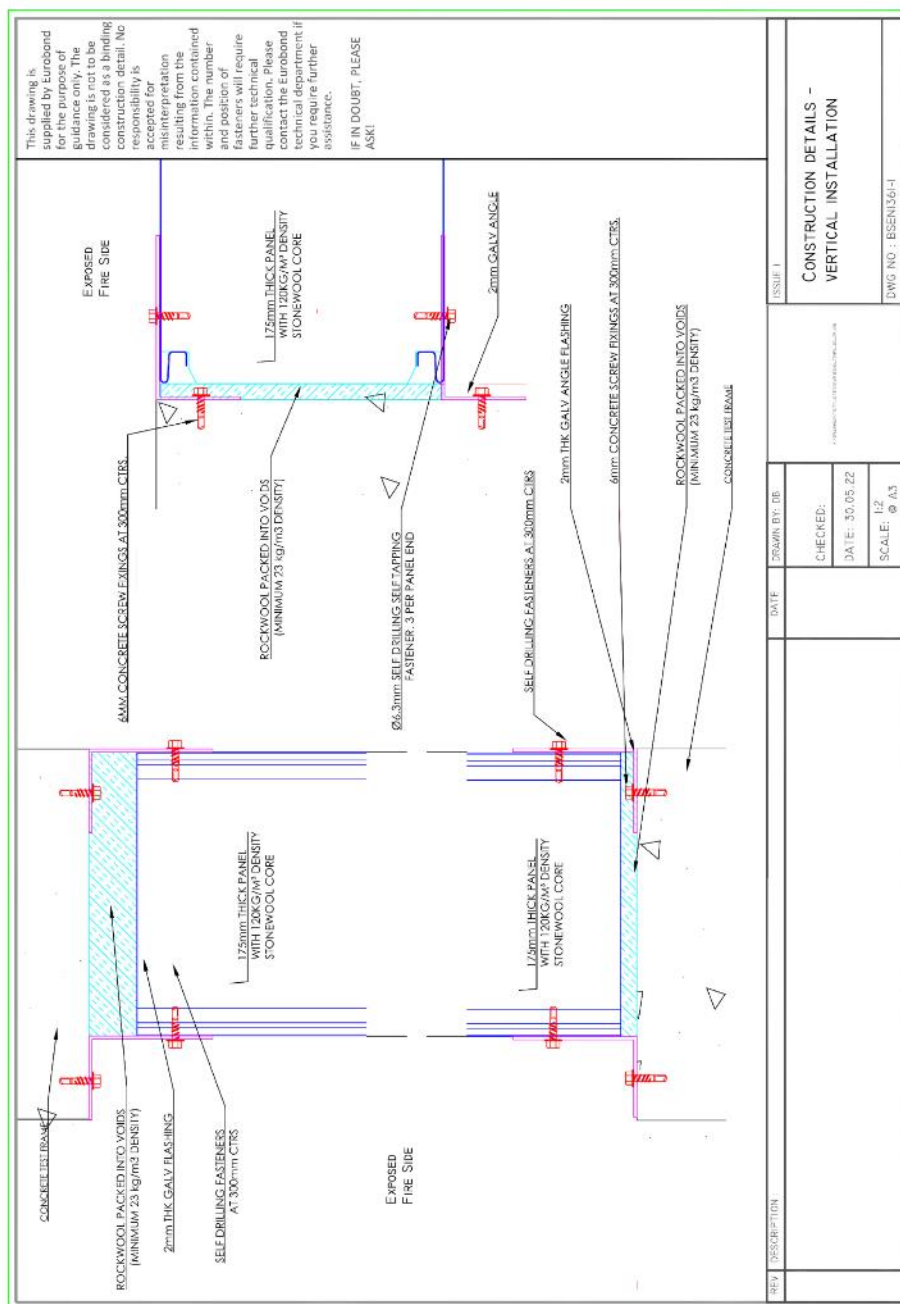 This drawing is
supplied by Eurobond
for the purpose of
guidance only. The
drawing is not to be
considered as a binding
construction detail. No
responsibility is
accepted for
misinterpretation
resulting from the
information contained
within. The number
and position of
fasteners will require
further technical
qualification. Please
contact the Eurobond
technical department if
you require further
assistance.
IF IN DOUBT, PLEASE
ASK!
CONCRETE TEST FRAME
ROCKWOOL PACKED INTO VOIDS
(MINIMUM 23 kg/m3 DENSITY)
2mm THK GALV FLASHING
SELF DRILLING FASTENERS
AT 300mm CTRS
175mm THICK PANEL
WITH 120KG/M³ DENSITY
STONEWOOL CORE
EXPOSED
FIRE SIDE
175mm THICK PANEL
WITH 120KG/M³ DENSITY
STONEWOOL CORE
6MM CONCRETE SCREW FIXINGS AT 300mm CTRS.
EXPOSED
FIRE SIDE
175mm THICK PANEL
WITH 120KG/M³ DENSITY
STONEWOOL CORE
ROCKWOOL PACKED INTO VOIDS
(MINIMUM 23 kg/m3 DENSITY)
Ø6.3mm SELF DRILLING SELF TAPPING
FASTENER. 3 PER PANEL END
2mm GALV ANGLE
SELF DRILLING FASTENERS AT 300mm CTRS
2mm THK GALV ANGLE FLASHING
6mm CONCRETE SCREW FIXINGS AT 300mm CTRS.
ROCKWOOL PACKED INTO VOIDS
(MINIMUM 23 kg/m3 DENSITY)
CONCRETE TEST FRAME
REV
DESCRIPTION :
DATE
DRAWN BY: DB
CHECKED:
DATE: 30.05.22
SCALE: 1:2
@ A3
ISSUE 1
CONSTRUCTION DETAILS -
VERTICAL INSTALLATION
DWG NO : BSEN1361-1